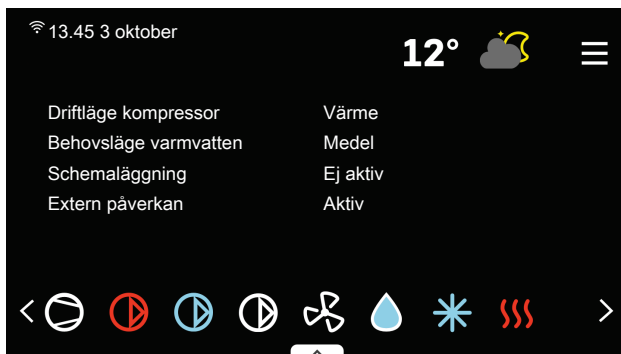 13.45 3 oktober
12°
Driftläge kompressor Värme
Behovsläge varmvatten Medel
Schemaläggning Ej aktiv
Extern påverkan Aktiv